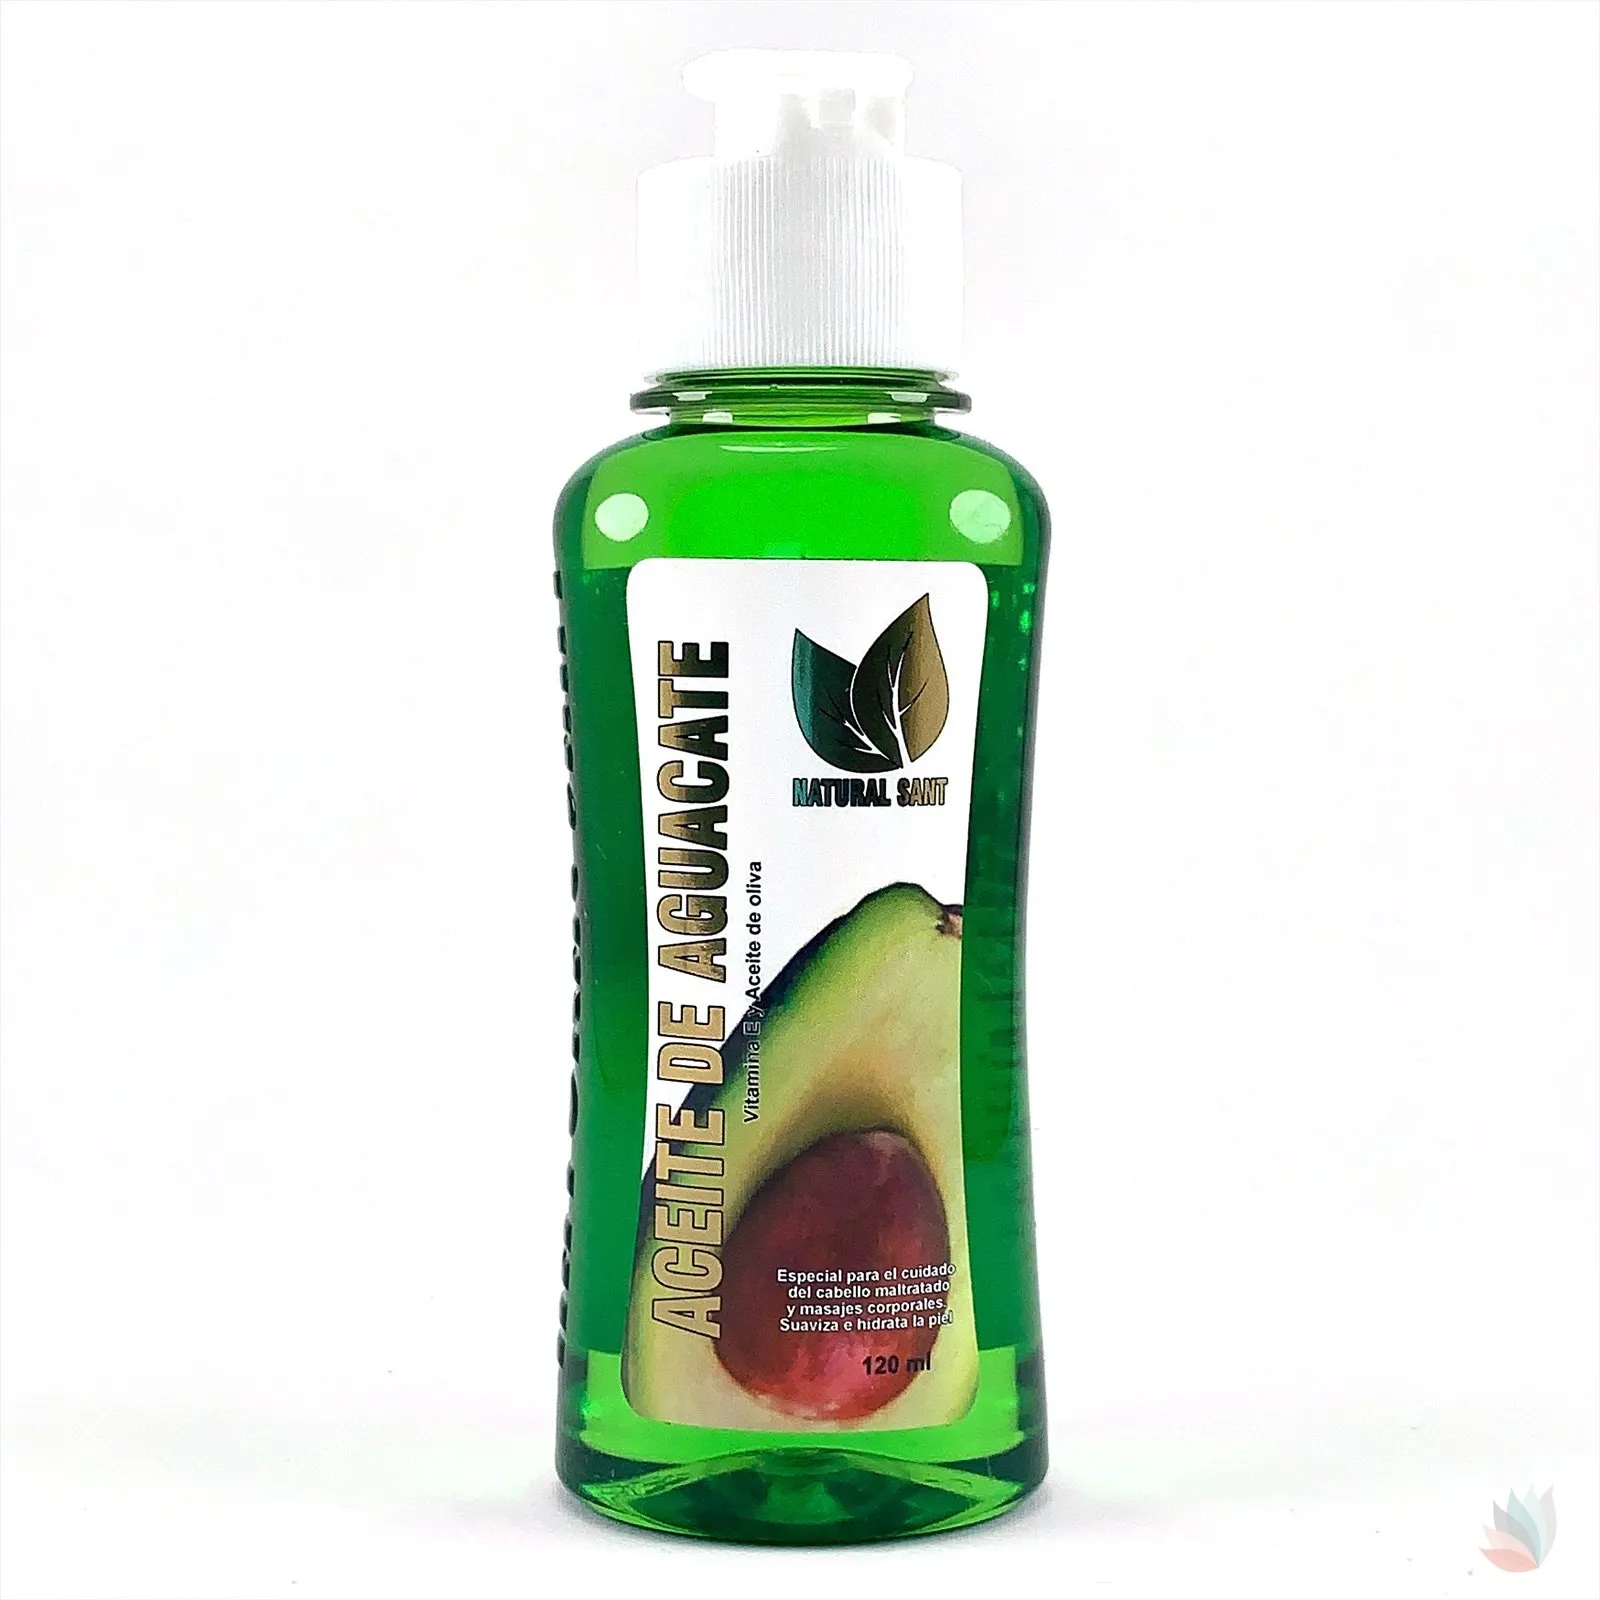 NATURAL SANT
ACEITE DE AGUACATE
Vitamina E y Aceite de oliva
Especial para el cuidado
del cabello maltratado
y masajes corporales.
Suaviza e hidrata la piel
120 ml